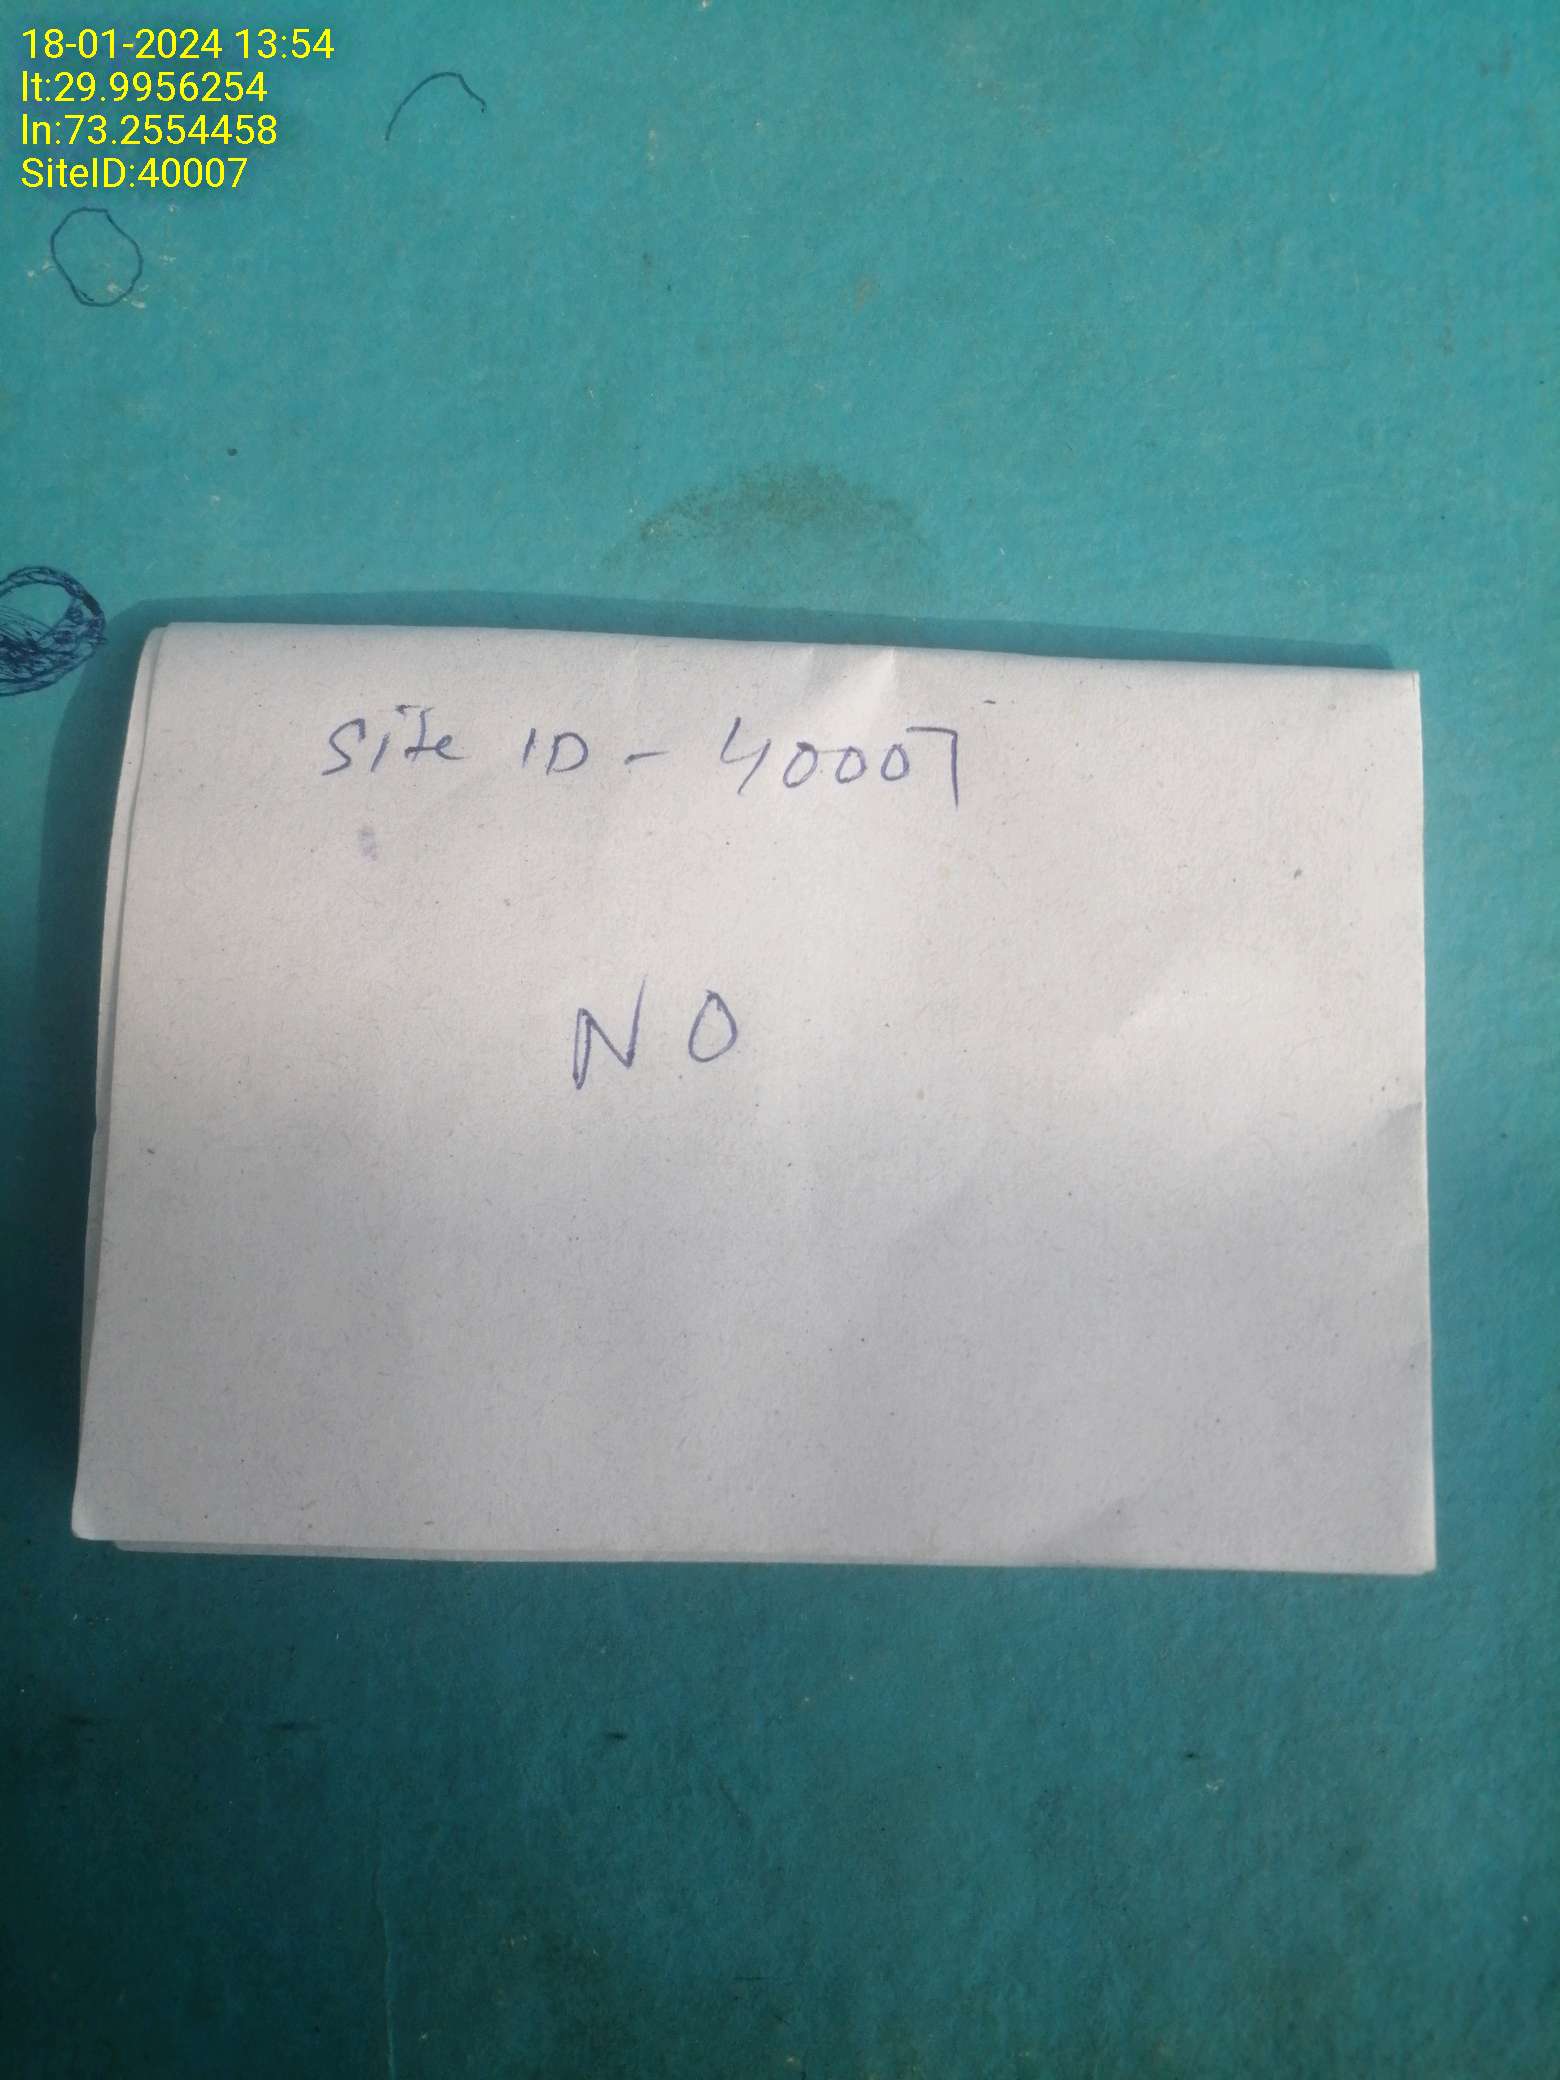 18-01-2024 13:54
lt:29.9956254
ln:73.2554458
SiteID:40007
Site ID - 40007
NO